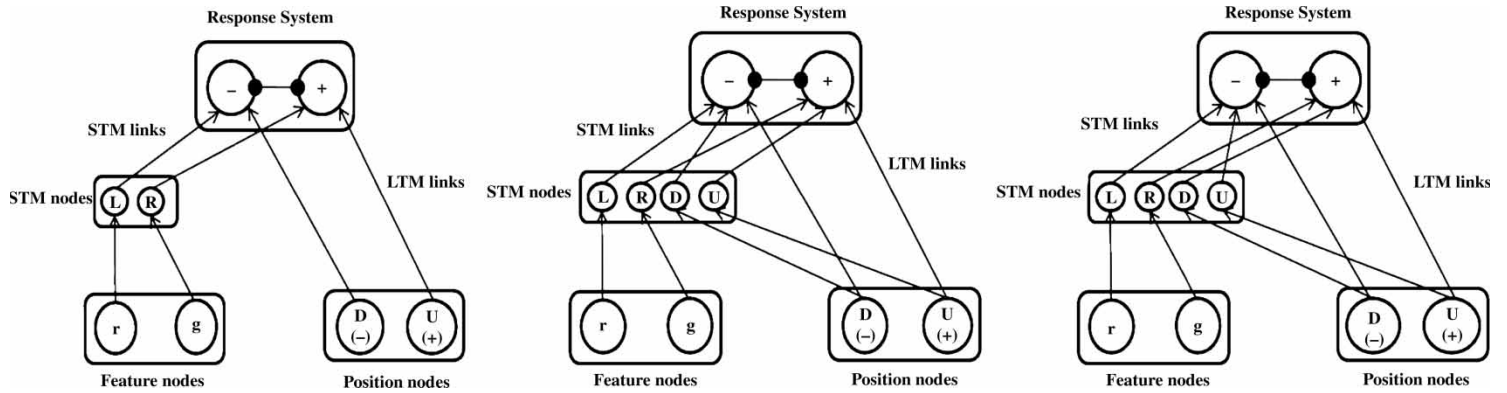 Response System
– +
STM links
LTM links
STM nodes
L R
r g
D U
(–) (+)
Feature nodes Position nodes
Response System
– +
STM links
LTM links
STM nodes
L R D U
r g
D U
(–) (+)
Feature nodes Position nodes
Response System
– +
STM links
LTM links
STM nodes
L R D U
r g
D U
(–) (+)
Feature nodes Position nodes